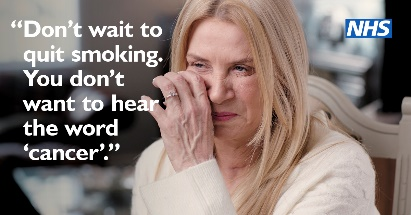 “Don’t wait to
quit smoking.
You don’t
want to hear
the word
‘cancer’.”
NHS